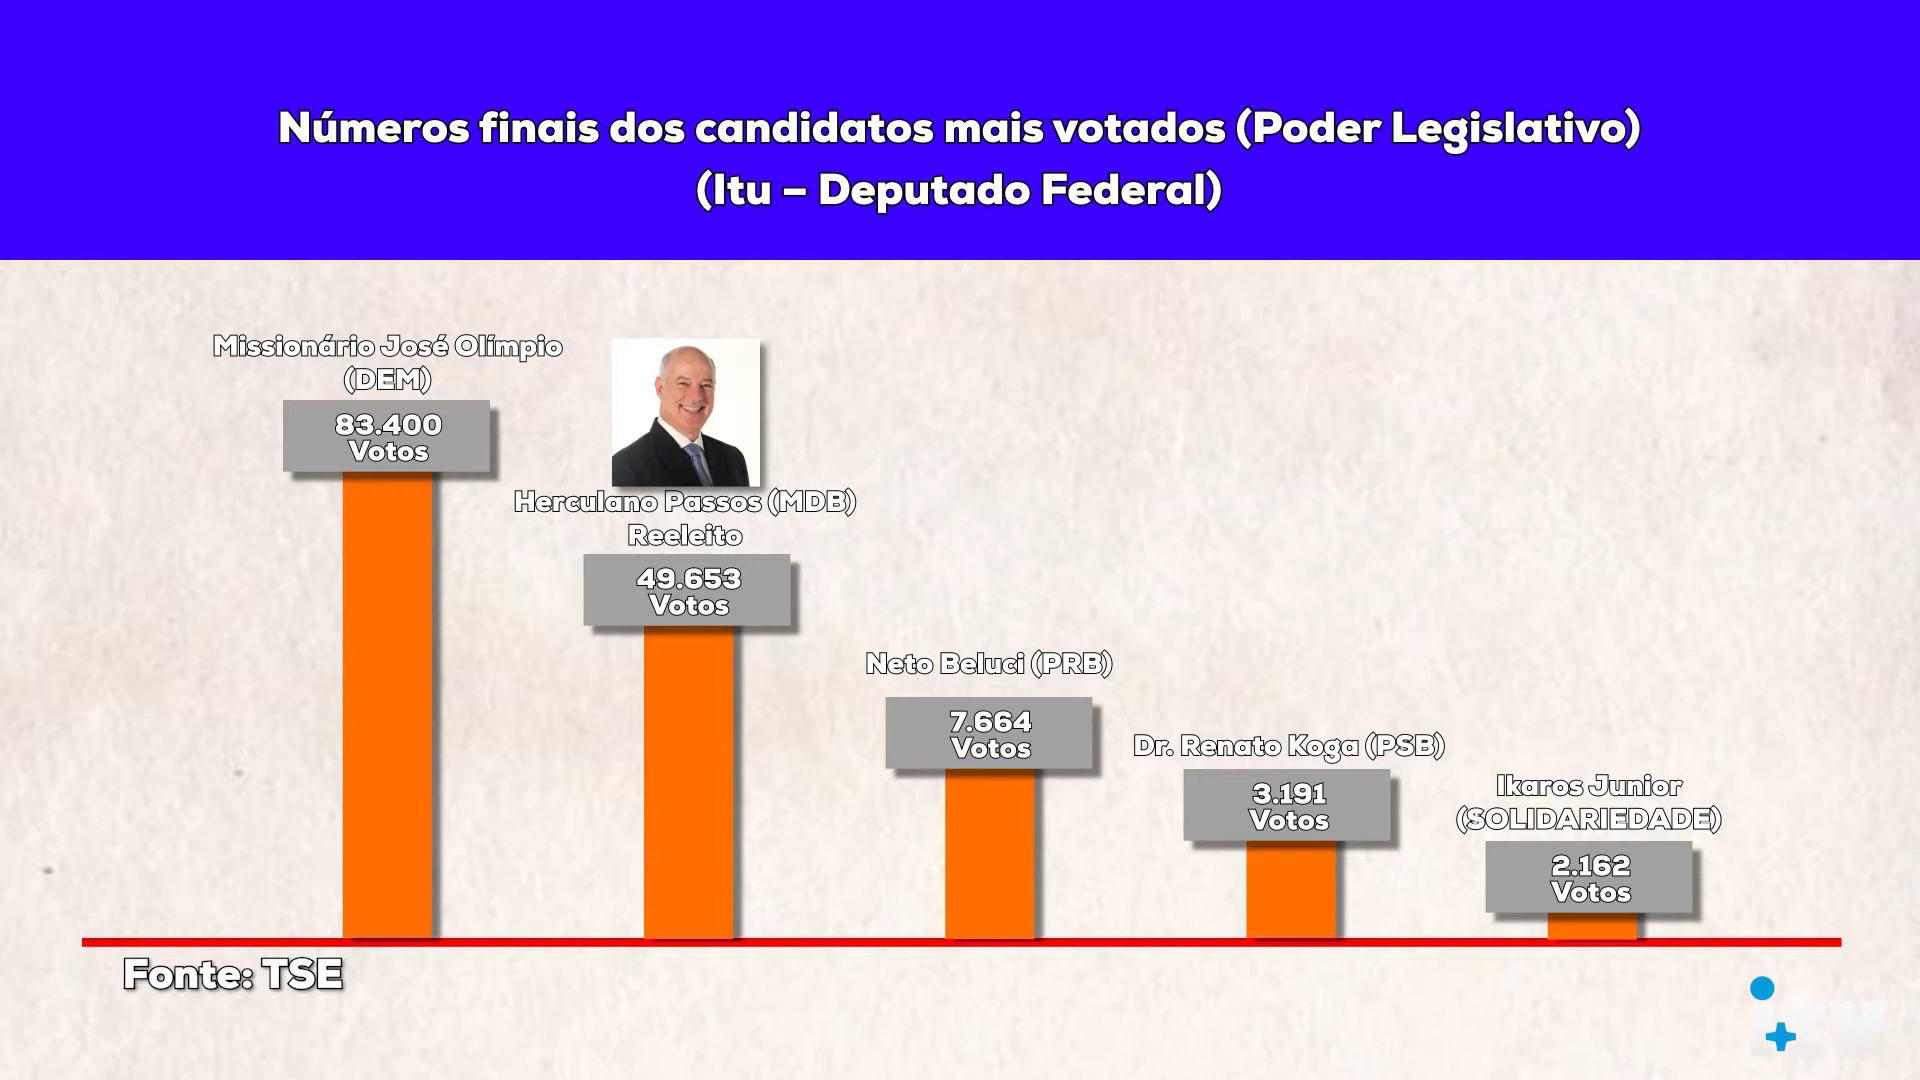 Números finais dos candidatos mais votados (Poder Legislativo)
(Itu – Deputado Federal)
Missionário José Olímpio
(DEM)
83.400
Votos
Herculano Passos (MDB)
Reeleito
49.653
Votos
Neto Beluci (PRB)
7.664
Votos
Dr. Renato Koga (PSB)
3.191
Votos
Ikaros Junior
(SOLIDARIEDADE)
2.162
Votos
Fonte: TSE